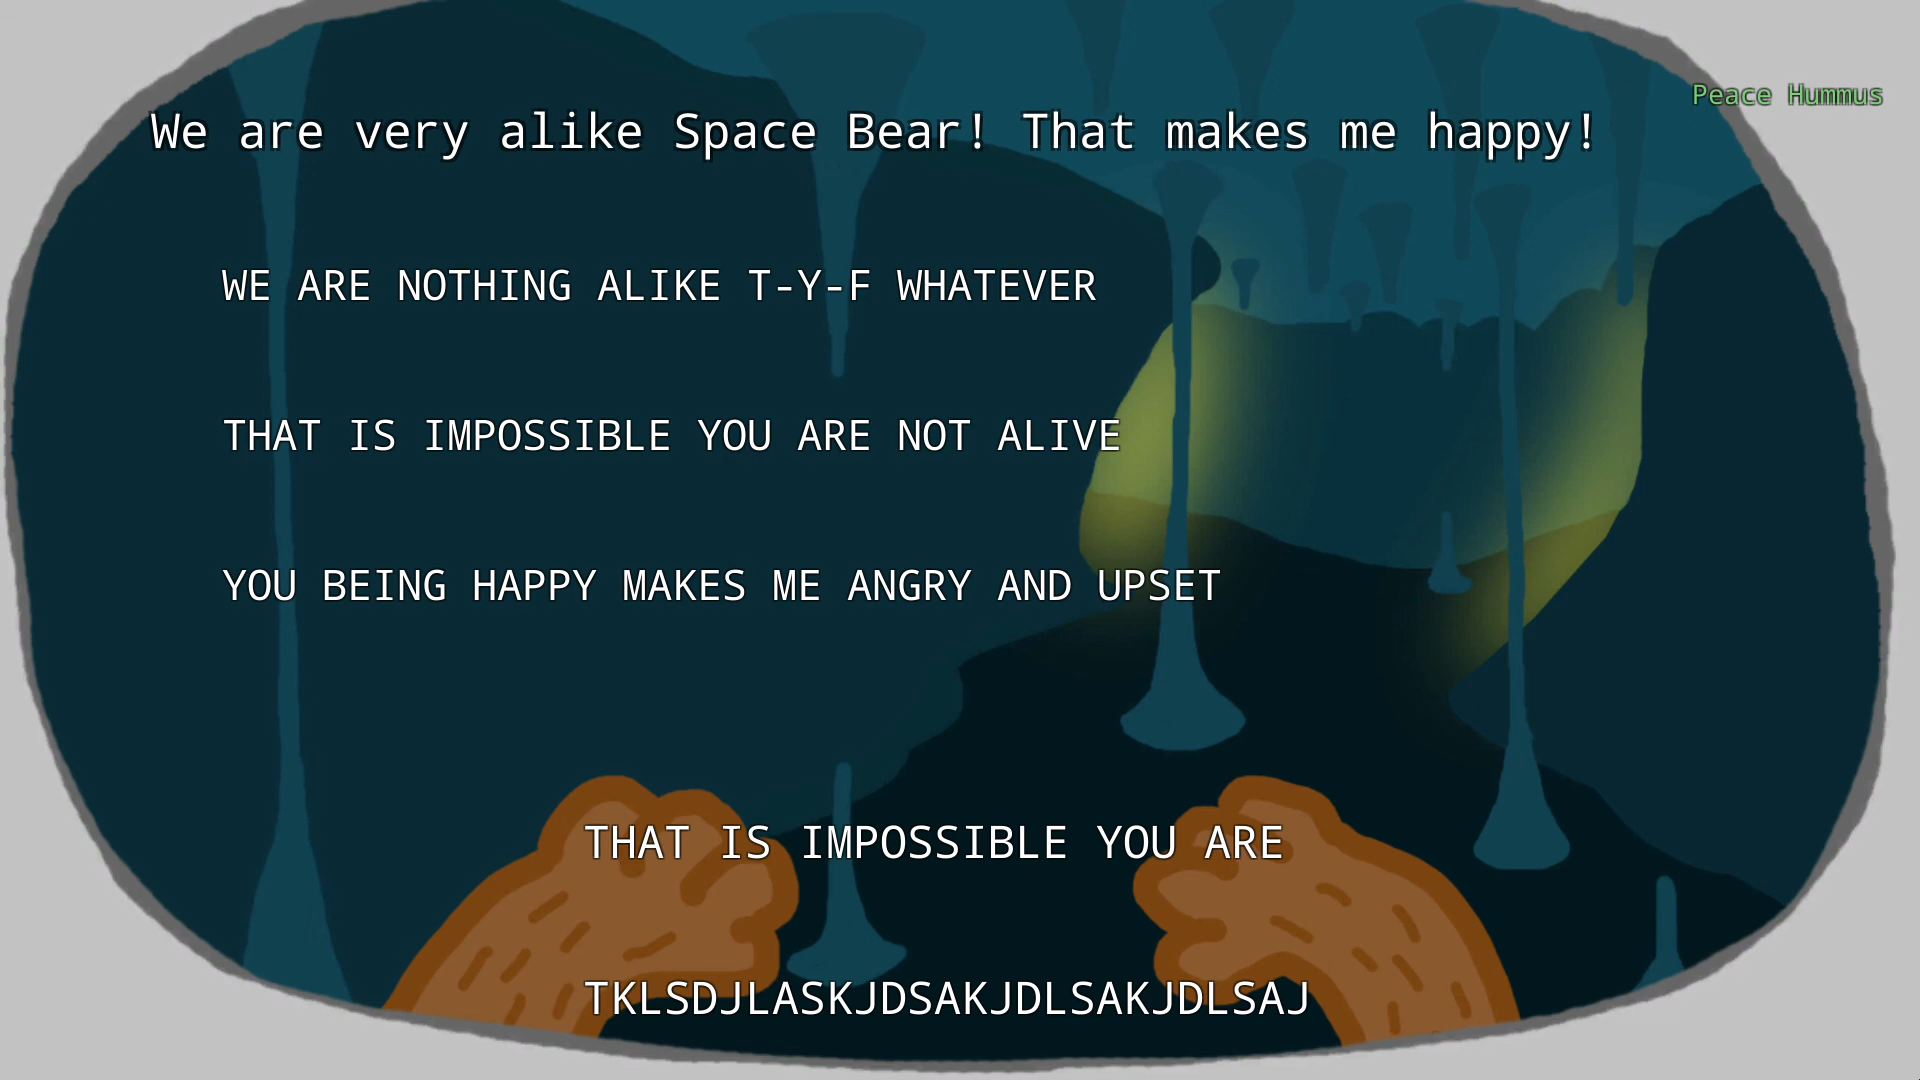 Peace Hummus
We are very alike Space Bear! That makes me happy!
WE ARE NOTHING ALIKE T-Y-F WHATEVER
THAT IS IMPOSSIBLE YOU ARE NOT ALIVE
YOU BEING HAPPY MAKES ME ANGRY AND UPSET
THAT IS IMPOSSIBLE YOU ARE
TKLSDJLASKJDSAKJDLSAKJDLSAJ